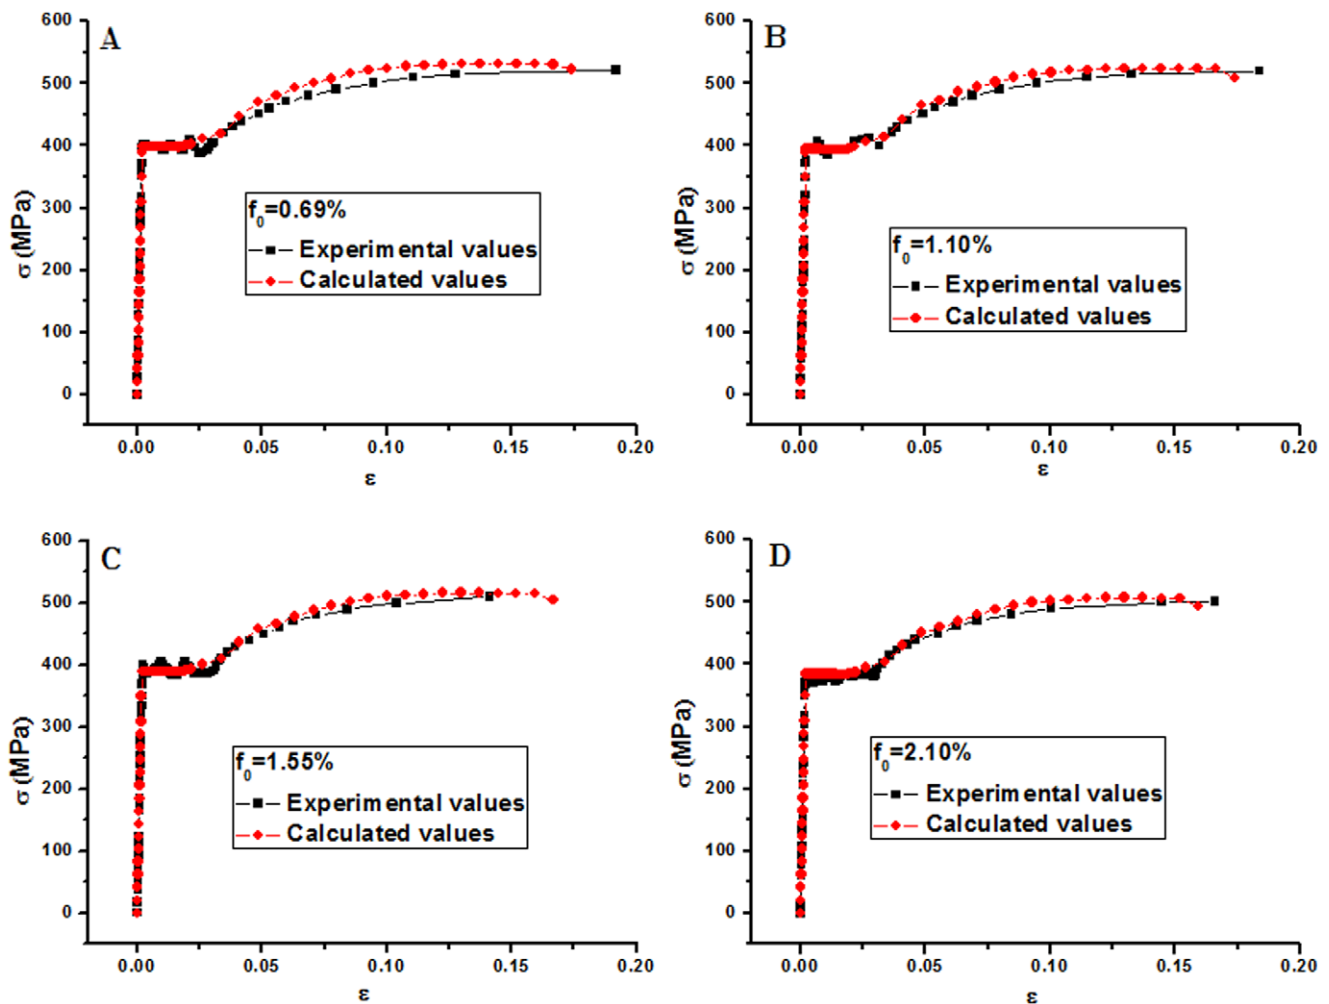 A
600
500
400
300
200
100
0
σ (MPa)
f0=0.69%
Experimental values
Calculated values
0.00 0.05 0.10 0.15 0.20
ε
B
600
500
400
300
200
100
0
σ (MPa)
f0=1.10%
Experimental values
Calculated values
0.00 0.05 0.10 0.15 0.20
ε
C
600
500
400
300
200
100
0
σ (MPa)
f0=1.55%
Experimental values
Calculated values
0.00 0.05 0.10 0.15 0.20
ε
D
600
500
400
300
200
100
0
σ (MPa)
f0=2.10%
Experimental values
Calculated values
0.00 0.05 0.10 0.15 0.20
ε